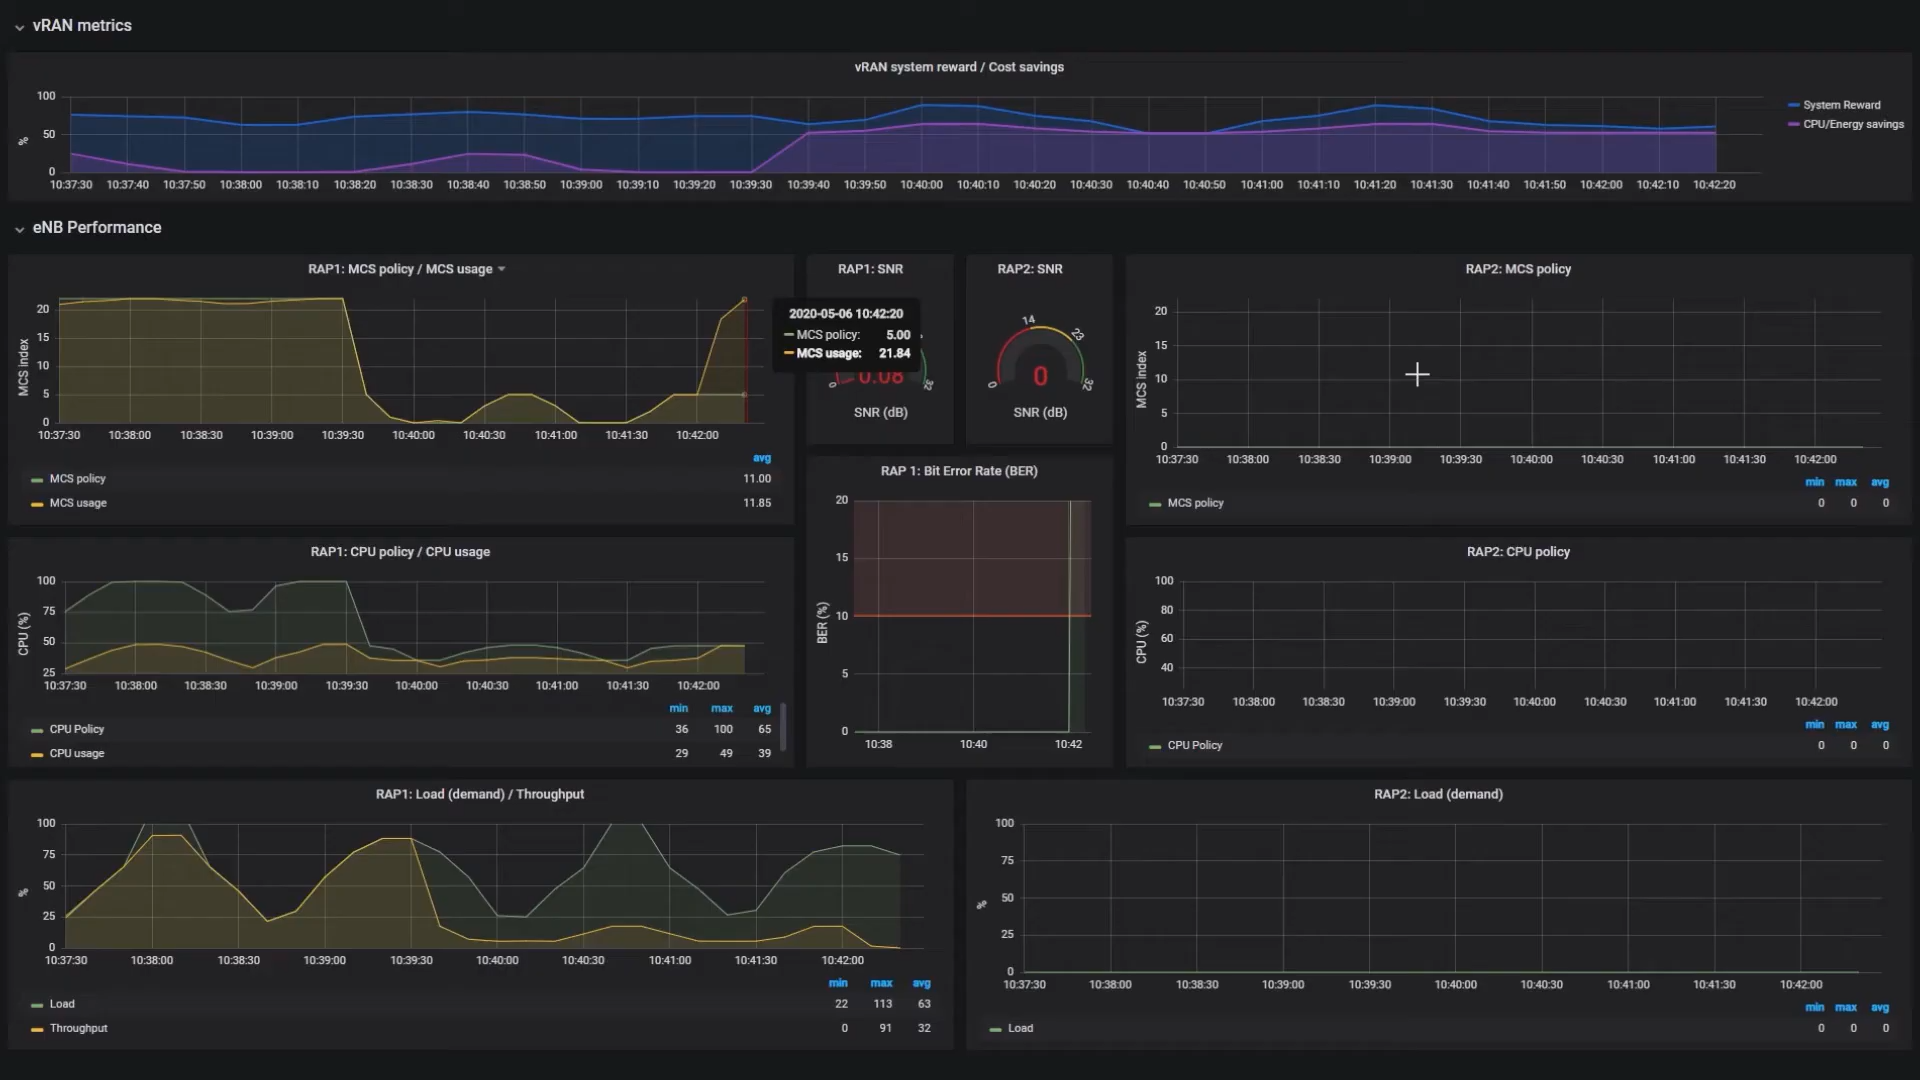 vRAN metrics
vRAN system reward / Cost savings
100
50
0
%
10:37:30 10:37:40 10:37:50 10:38:00 10:38:10 10:38:20 10:38:30 10:38:40 10:38:50 10:39:00 10:39:10 10:39:20 10:39:30 10:39:40 10:39:50 10:40:00 10:40:10 10:40:20 10:40:30 10:40:40 10:40:50 10:41:00 10:41:10 10:41:20 10:41:30 10:41:40 10:41:50 10:42:00 10:42:10 10:42:20
System Reward
CPU/Energy savings
eNB Performance
RAP1: MCS policy / MCS usage
20
15
10
5
0
MCS index
10:37:30 10:38:00 10:38:30 10:39:00 10:39:30 10:40:00 10:40:30 10:41:00 10:41:30 10:42:00
avg
MCS policy 11.00
MCS usage 11.85
2020-05-06 10:42:20
MCS policy: 5.00
MCS usage: 21.84
RAP1: SNR
0.08
0 32
SNR (dB)
RAP2: SNR
14 23
0 0 32
SNR (dB)
RAP2: MCS policy
20
15
10
5
0
MCS index
10:37:30 10:38:00 10:38:30 10:39:00 10:39:30 10:40:00 10:40:30 10:41:00 10:41:30 10:42:00
min max avg
MCS policy 0 0 0
RAP 1: Bit Error Rate (BER)
20
15
10
5
0
BER (%)
10:38 10:40 10:42
RAP1: CPU policy / CPU usage
100
75
50
25
CPU (%)
10:37:30 10:38:00 10:38:30 10:39:00 10:39:30 10:40:00 10:40:30 10:41:00 10:41:30 10:42:00
min max avg
CPU Policy 36 100 65
CPU usage 29 49 39
RAP2: CPU policy
100
80
60
40
CPU (%)
10:37:30 10:38:00 10:38:30 10:39:00 10:39:30 10:40:00 10:40:30 10:41:00 10:41:30 10:42:00
min max avg
CPU Policy 0 0 0
RAP1: Load (demand) / Throughput
100
75
50
25
0
%
10:37:30 10:38:00 10:38:30 10:39:00 10:39:30 10:40:00 10:40:30 10:41:00 10:41:30 10:42:00
min max avg
Load 22 113 63
Throughput 0 91 32
RAP2: Load (demand)
100
75
50
25
0
%
10:37:30 10:38:00 10:38:30 10:39:00 10:39:30 10:40:00 10:40:30 10:41:00 10:41:30 10:42:00
min max avg
Load 0 0 0